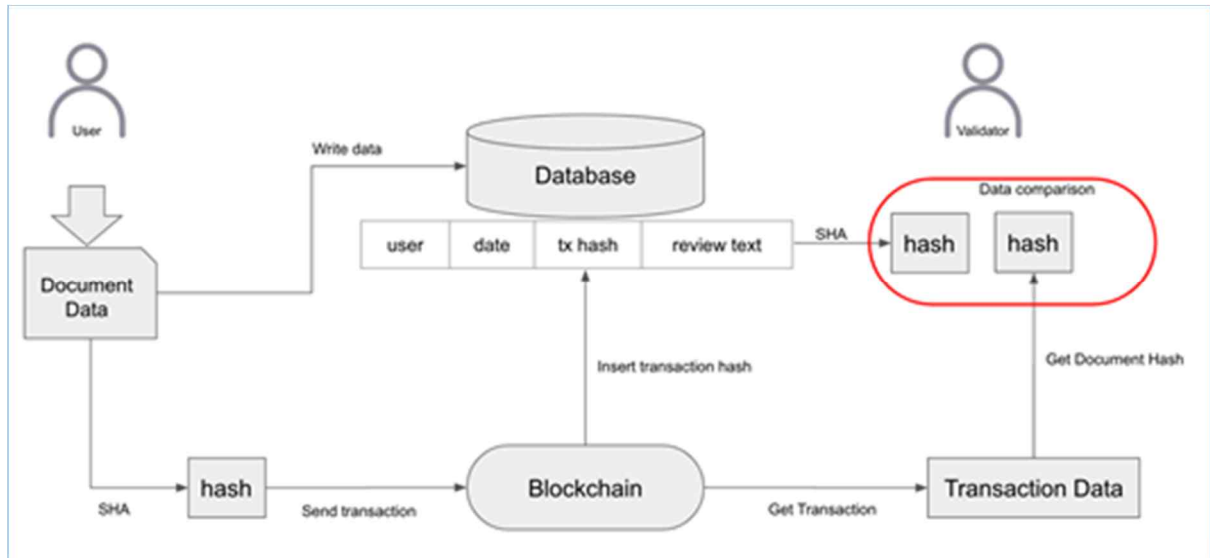 User
Validator
Write data
Database
Data comparison
user
date
tx hash
review text
SHA
hash
hash
Document
Data
Insert transaction hash
Get Document Hash
SHA
hash
Send transaction
Blockchain
Get Transaction
Transaction Data